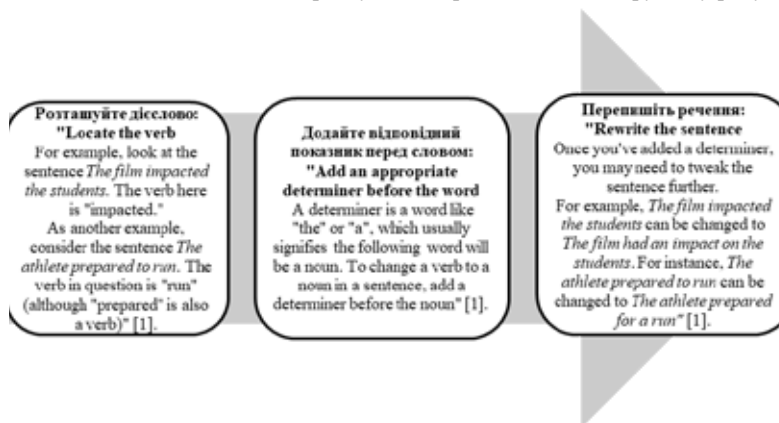 Розташуйте дієслово:
"Locate the verb
For example, look at the
sentence The film impacted
the students. The verb here
is "impacted."
As another example,
consider the sentence The
athlete prepared to run. The
verb in question is "run"
(although "prepared" is also
a verb)" [1].
Додайте відповідний
показник перед словом:
"Add an appropriate
determiner before the word
A determiner is a word like
"the" or "a", which usually
signifies the following word will
be a noun. To change a verb to a
noun in a sentence, add a
determiner before the noun" [1].
Перепишіть речення:
"Rewrite the sentence
Once you've added a determiner,
you may need to tweak the
sentence further.
For example, The film impacted
the students can be changed to
The film had an impact on the
students. For instance, The
athlete prepared to run can be
changed to The athlete prepared
for a run" [1].